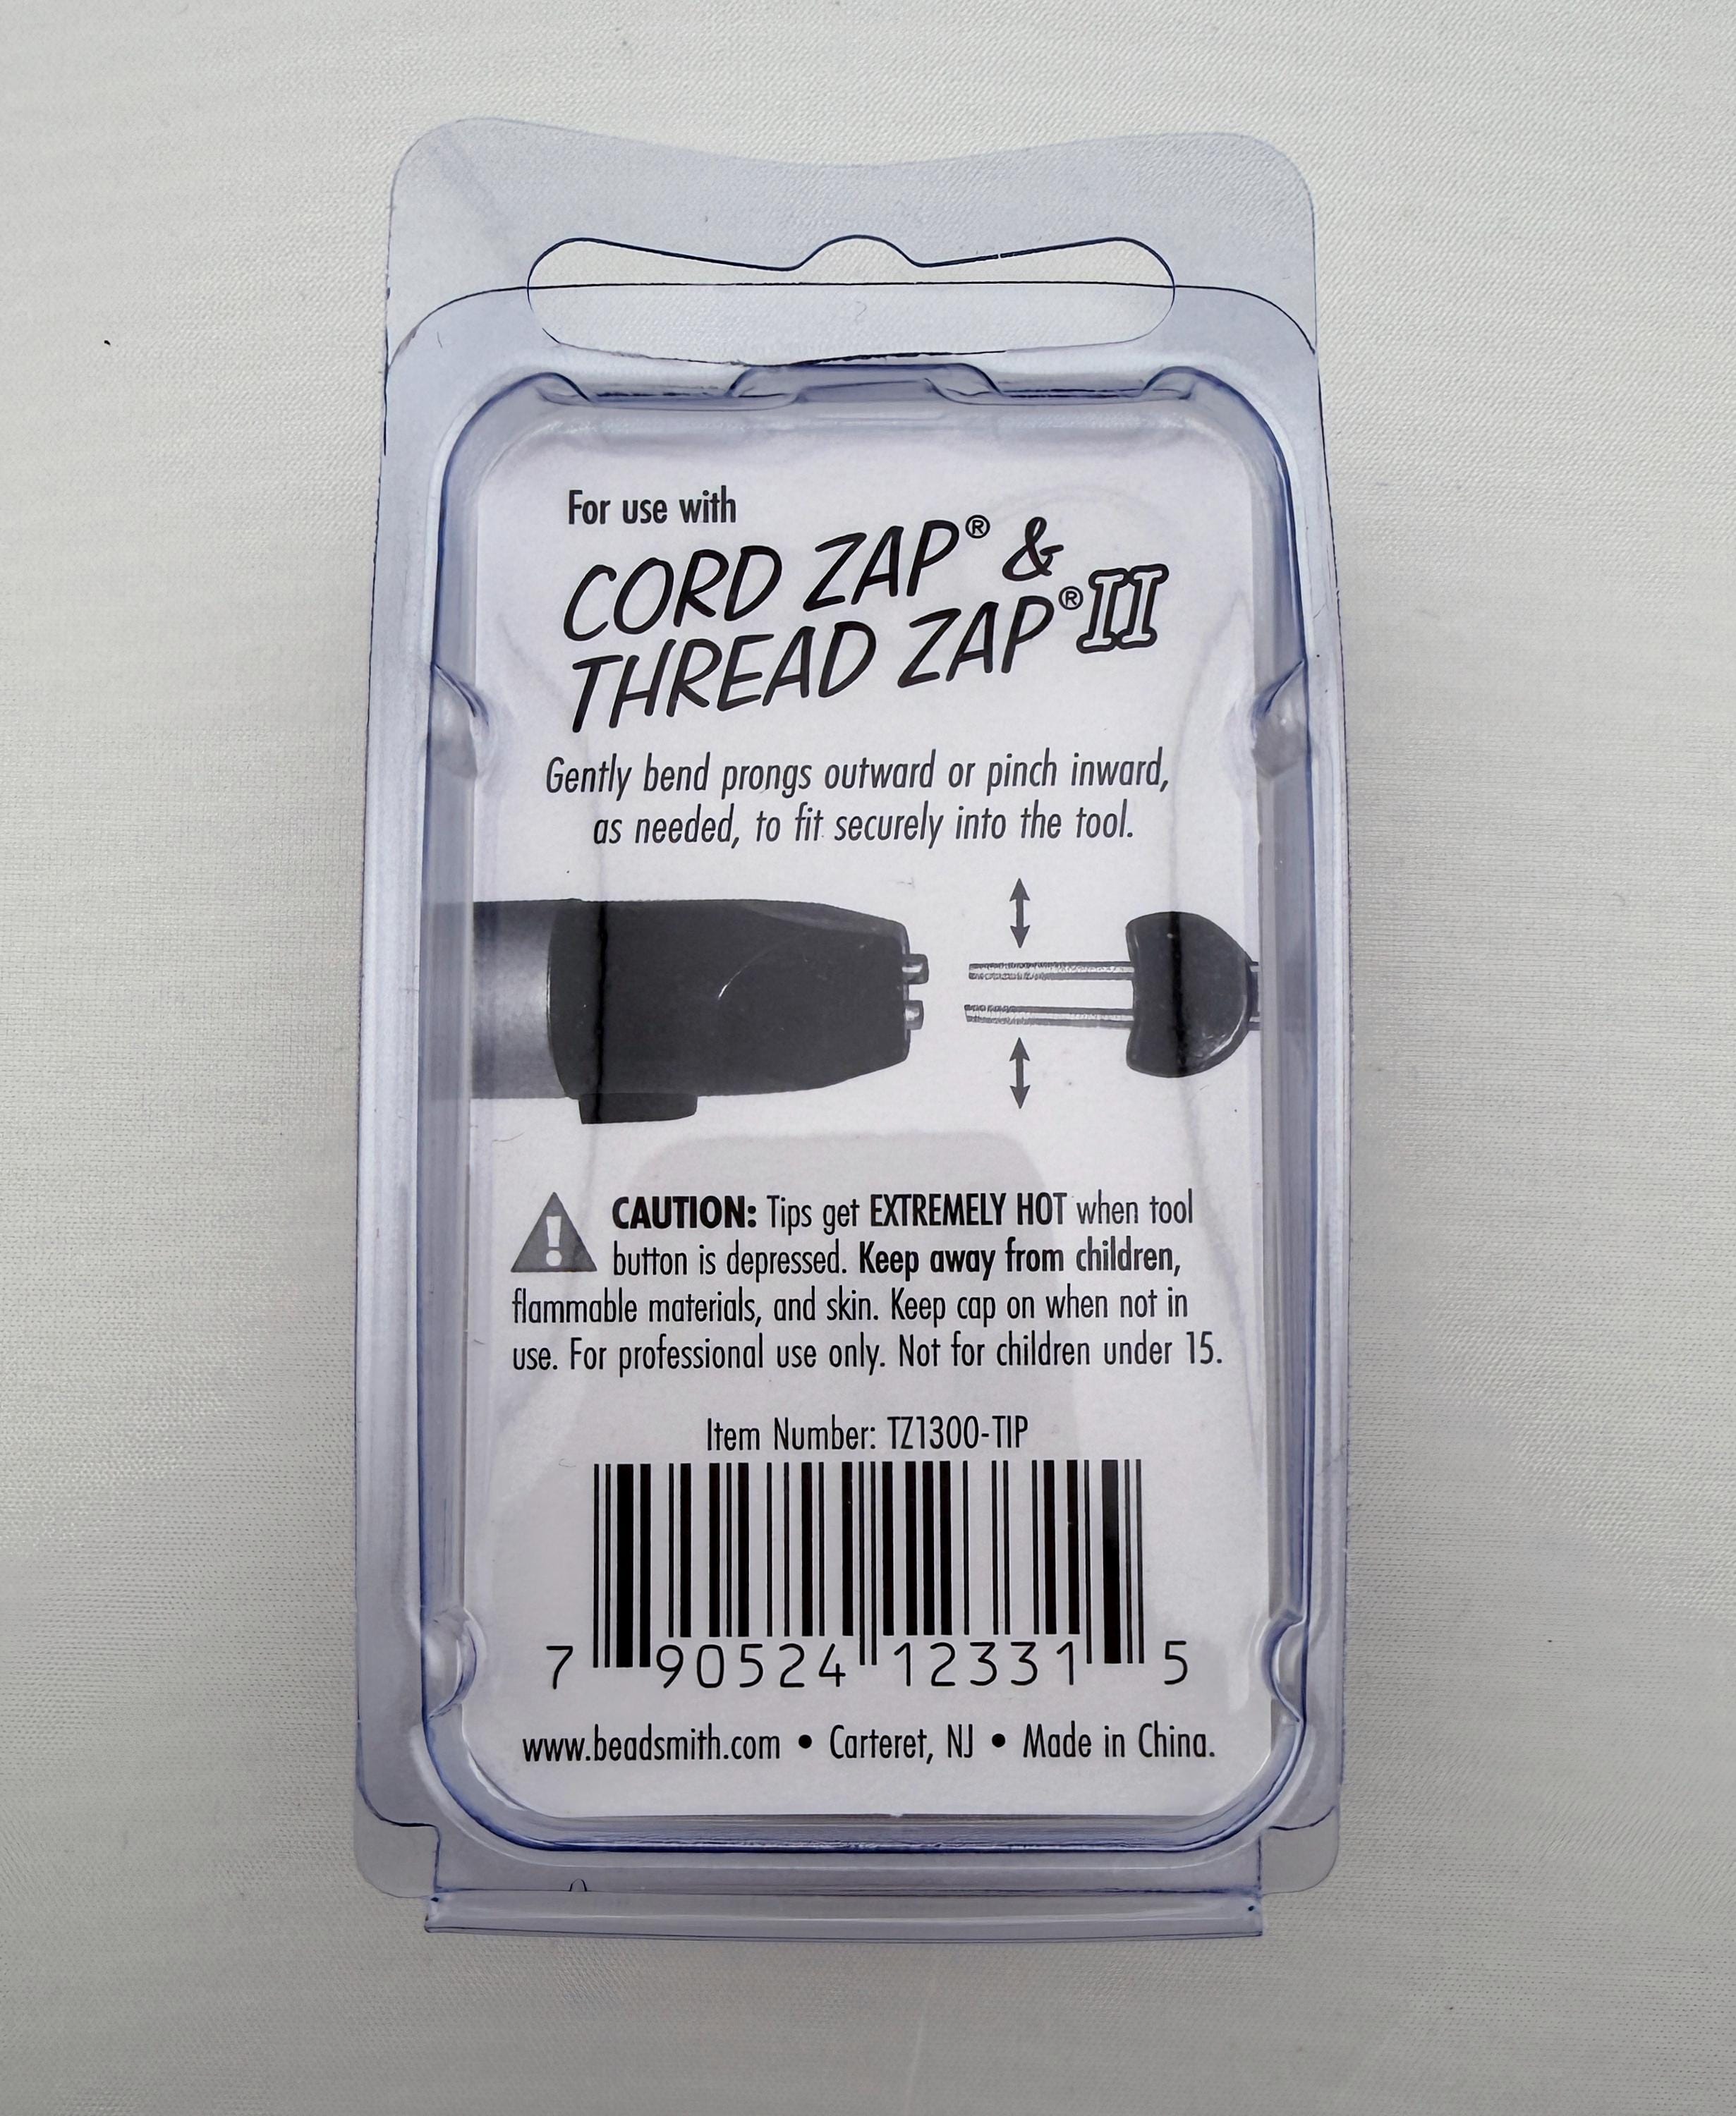 For use with
CORD ZAP® &
THREAD ZAP® II
Gently bend prongs outward or pinch inward,
as needed, to fit securely into the tool.
CAUTION: Tips get EXTREMELY HOT when tool
button is depressed. Keep away from children,
flammable materials, and skin. Keep cap on when not in
use. For professional use only. Not for children under 15.
Item Number: TZ1300-TIP
7 90524 12331 5
www.beadsmith.com • Carteret, NJ • Made in China.